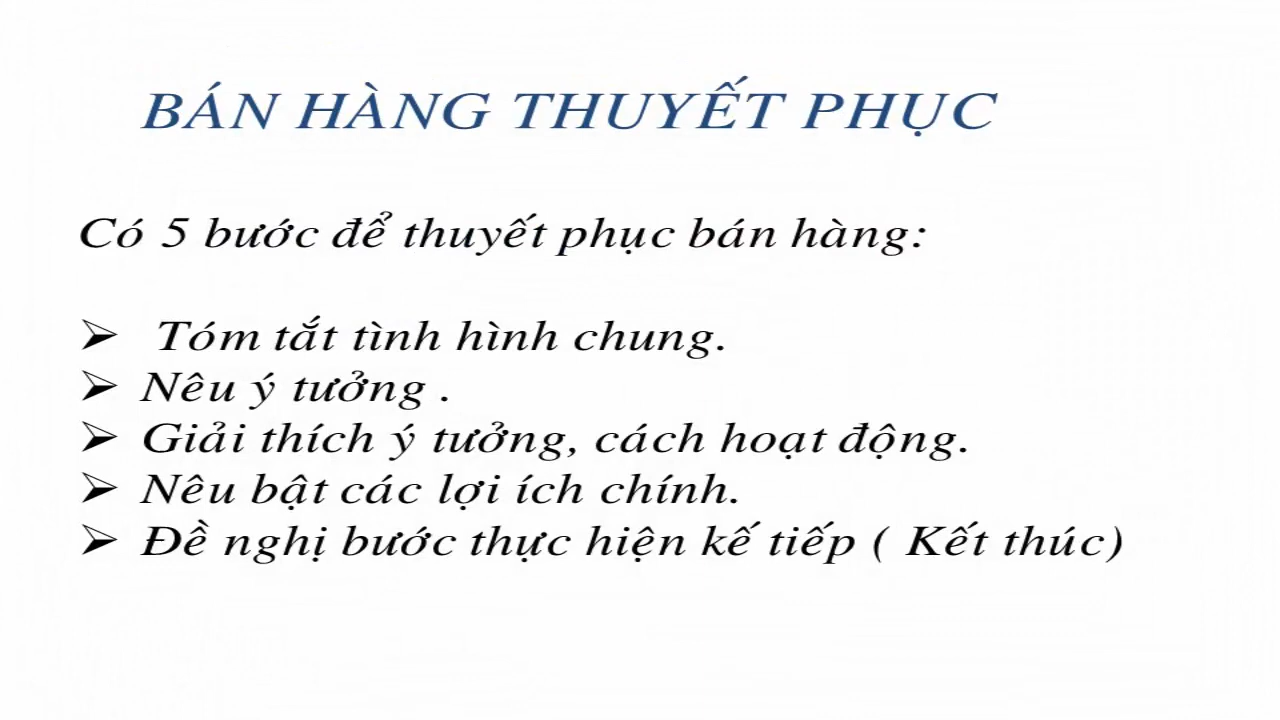 BÁN HÀNG THUYẾT PHỤC
Có 5 bước để thuyết phục bán hàng:
➢ Tóm tắt tình hình chung.
➢ Nêu ý tưởng .
➢ Giải thích ý tưởng, cách hoạt động.
➢ Nêu bật các lợi ích chính.
➢ Đề nghị bước thực hiện kế tiếp ( Kết thúc)